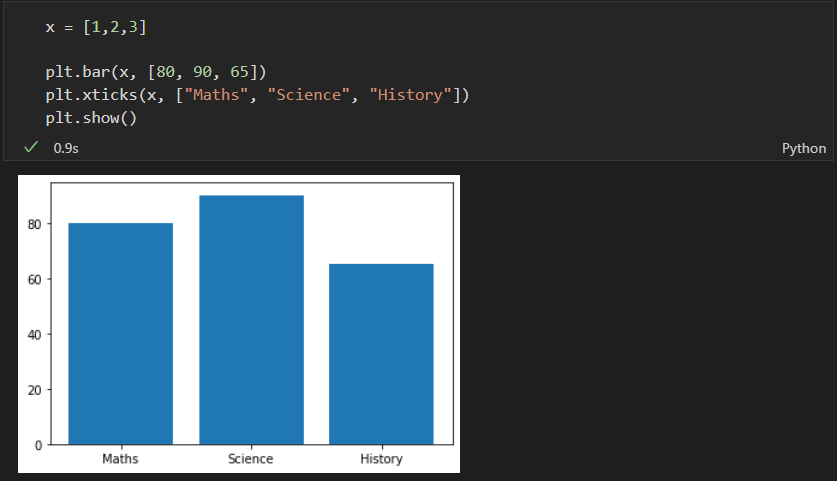 x = [1,2,3]
plt.bar(x, [80, 90, 65])
plt.xticks(x, ["Maths", "Science", "History"])
plt.show()
0.9s
Python
80
60
40
20
0
Maths Science History